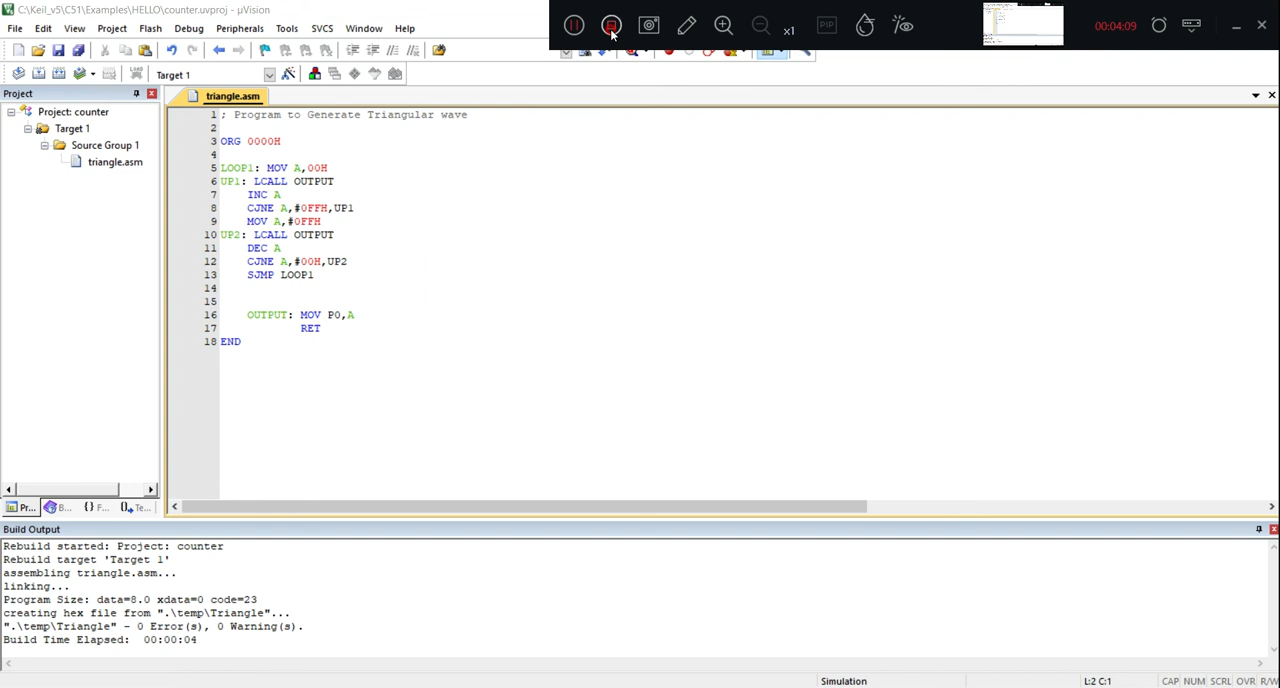 C:\Keil_v5\C51\Examples\HELLO\counter.uvproj - µVision
File Edit View Project Flash Debug Peripherals Tools SVCS Window Help
x1
PIP
00:04:09
LOAD
Target 1
Project
Project: counter
Target 1
Source Group 1
triangle.asm
Pr... B... {} F... Te...
triangle.asm
1 ; Program to Generate Triangular wave
2
3 ORG 0000H
4
5 LOOP1: MOV A,00H
6 UP1: LCALL OUTPUT
7 INC A
8 CJNE A,#0FFH,UP1
9 MOV A,#0FFH
10 UP2: LCALL OUTPUT
11 DEC A
12 CJNE A,#00H,UP2
13 SJMP LOOP1
14
15
16 OUTPUT: MOV P0,A
17 RET
18 END
Build Output
Rebuild started: Project: counter
Rebuild target 'Target 1'
assembling triangle.asm...
linking...
Program Size: data=8.0 xdata=0 code=23
creating hex file from ".\temp\Triangle"...
".\temp\Triangle" - 0 Error(s), 0 Warning(s).
Build Time Elapsed: 00:00:04
Simulation
L:2 C:1
CAP NUM SCRL OVR R/W